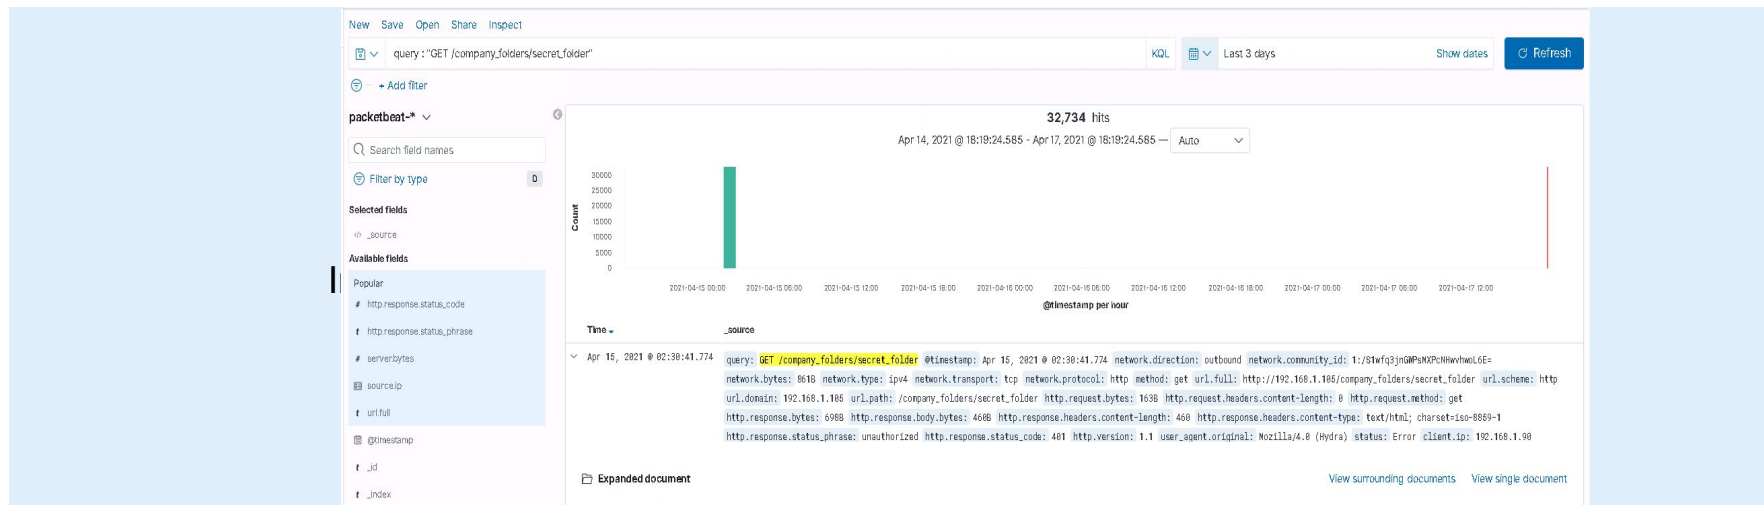 New Save Open Share Inspect
query : "GET /company_folders/secret_folder"
KQL
Last 3 days
Show dates
Refresh
+ Add filter
packetbeat-*
Search field names
Filter by type 0
Selected fields
_source
Available fields
Popular
# http.response.status_code
t http.response.status_phrase
# server.bytes
source.ip
t url.full
@timestamp
t _id
t _index
32,734 hits
Apr 14, 2021 @ 18:19:24.585 - Apr 17, 2021 @ 18:19:24.585 — Auto
Count
30000
25000
20000
15000
10000
5000
0
2021-04-15 00:00 2021-04-15 06:00 2021-04-15 12:00 2021-04-15 18:00 2021-04-16 00:00 2021-04-16 06:00 2021-04-16 12:00 2021-04-16 18:00 2021-04-17 00:00 2021-04-17 06:00 2021-04-17 12:00
@timestamp per hour
Time _source
Apr 15, 2021 @ 02:30:41.774 query: GET /company_folders/secret_folder @timestamp: Apr 15, 2021 @ 02:30:41.774 network.direction: outbound network.community_id:
network.bytes: 861B network.type: ipv4 network.transport: tcp network.protocol: http method: get url.full: http://192.168.1.105/company_folders/secret_folder url.scheme: http
url.domain: 192.168.1.105 url.path: /company_folders/secret_folder http.request.bytes: 163B http.request.headers.content-length: 0 http.request.method: get
http.response.bytes: 698B http.response.body.bytes: 460B http.response.headers.content-length: 460 http.response.headers.content-type: text/html; charset=iso-8859-1
http.response.status_phrase: unauthorized http.response.status_code: 401 http.version: 1.1 user_agent.original: Mozilla/4.0 (Hydra) status: Error client.ip: 192.168.1.90
Expanded document
View surrounding documents View single document